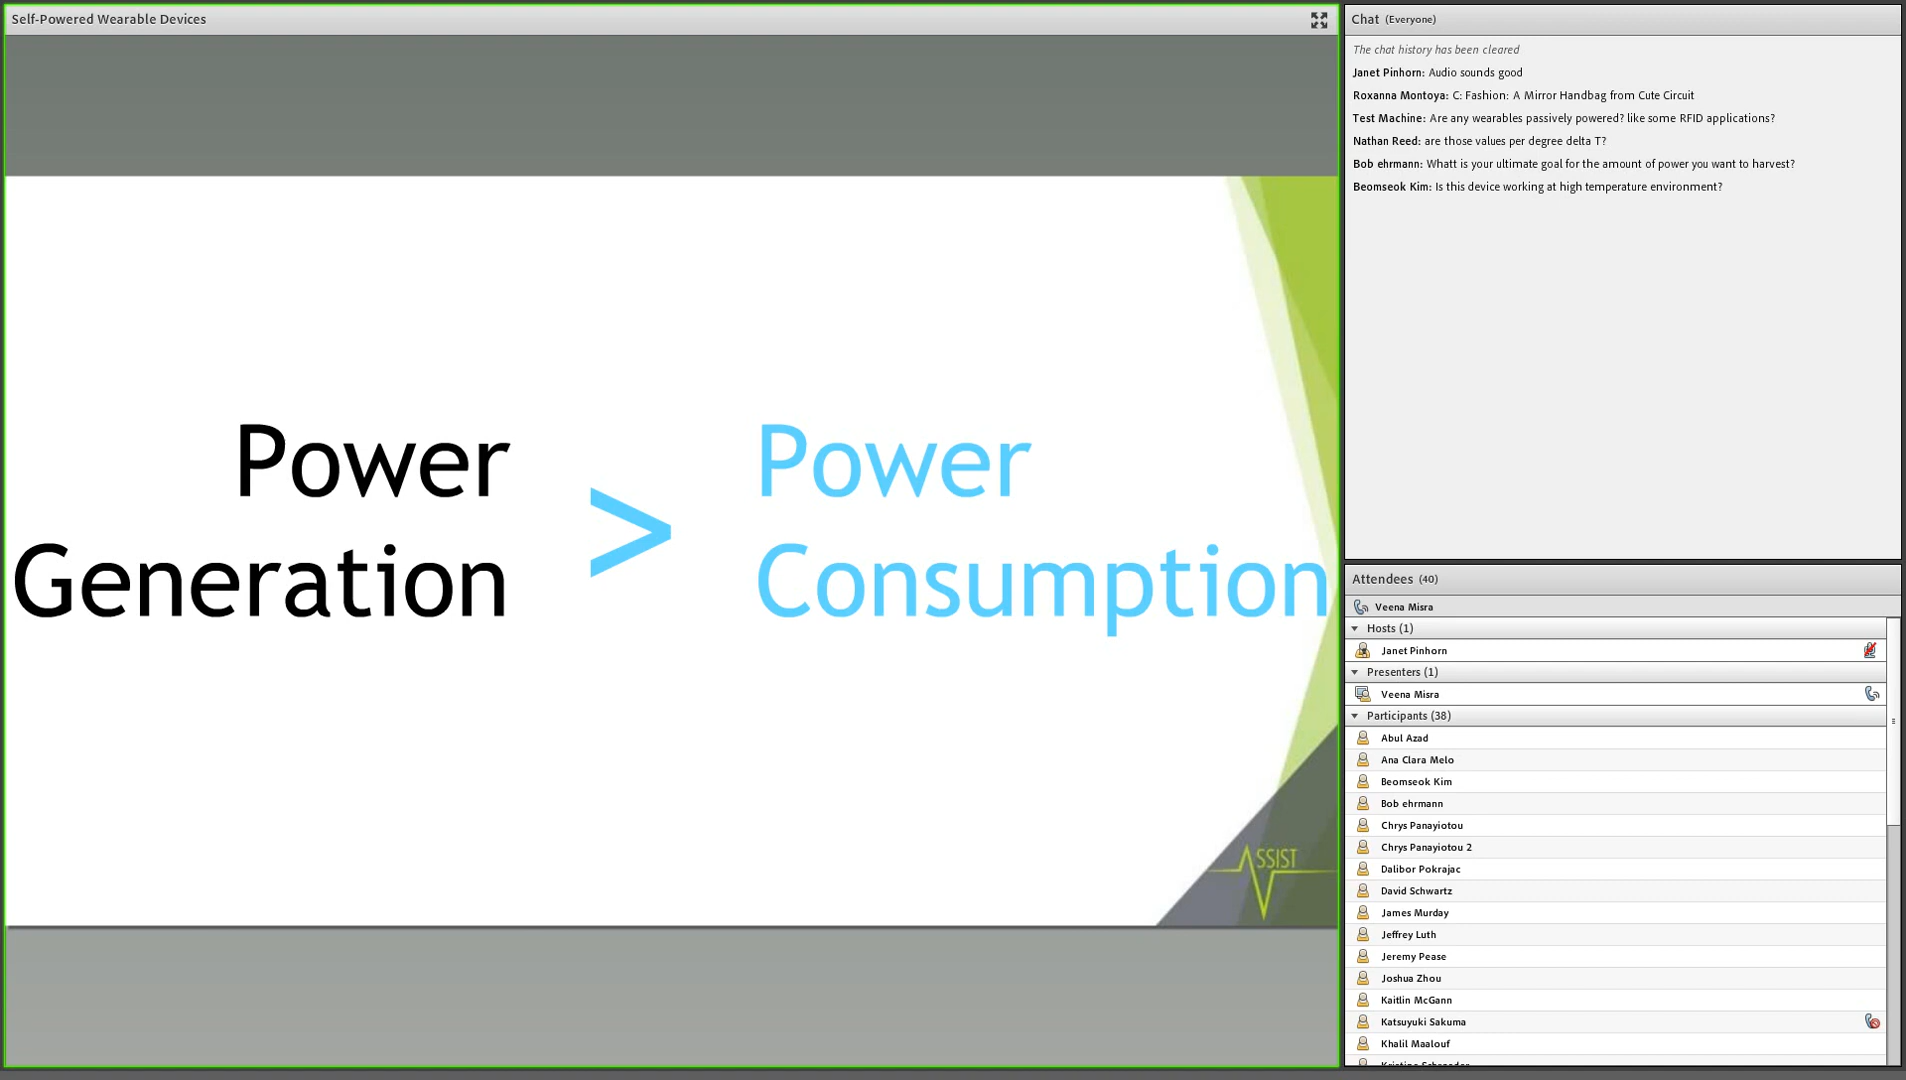 Self-Powered Wearable Devices
Power
Generation
>
Power
Consumption
ASSIST
Chat (Everyone)
The chat history has been cleared
Janet Pinhorn: Audio sounds good
Roxanna Montoya: C: Fashion: A Mirror Handbag from Cute Circuit
Test Machine: Are any wearables passively powered? like some RFID applications?
Nathan Reed: are those values per degree delta T?
Bob ehrmann: Whatt is your ultimate goal for the amount of power you want to harvest?
Beomseok Kim: Is this device working at high temperature environment?
Attendees (40)
Veena Misra
Hosts (1)
Janet Pinhorn
Presenters (1)
Veena Misra
Participants (38)
Abul Azad
Ana Clara Melo
Beomseok Kim
Bob ehrmann
Chrys Panayiotou
Chrys Panayiotou 2
Dalibor Pokrajac
David Schwartz
James Murday
Jeffrey Luth
Jeremy Pease
Joshua Zhou
Kaitlin McGann
Katsuyuki Sakuma
Khalil Maalouf